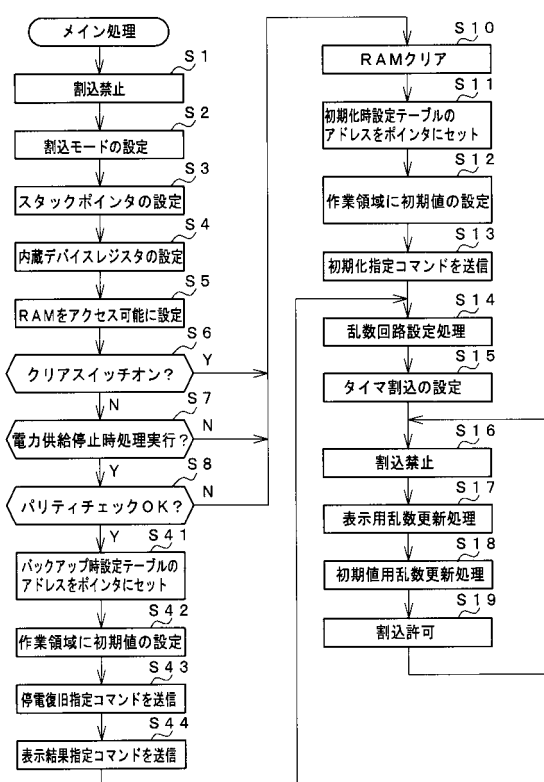 メイン処理
S1
割込禁止
S2
割込モードの設定
S3
スタックポインタの設定
S4
内蔵デバイスレジスタの設定
S5
RAMをアクセス可能に設定
S6
クリアスイッチオン?
Y
N
S7
電力供給停止時処理実行?
N
Y
S8
パリティチェックOK?
N
Y
S41
バックアップ時設定テーブルの
アドレスをポインタにセット
S42
作業領域に初期値の設定
S43
停電復旧指定コマンドを送信
S44
表示結果指定コマンドを送信
S10
RAMクリア
S11
初期化時設定テーブルの
アドレスをポインタにセット
S12
作業領域に初期値の設定
S13
初期化指定コマンドを送信
S14
乱数回路設定処理
S15
タイマ割込の設定
S16
割込禁止
S17
表示用乱数更新処理
S18
初期値用乱数更新処理
S19
割込許可